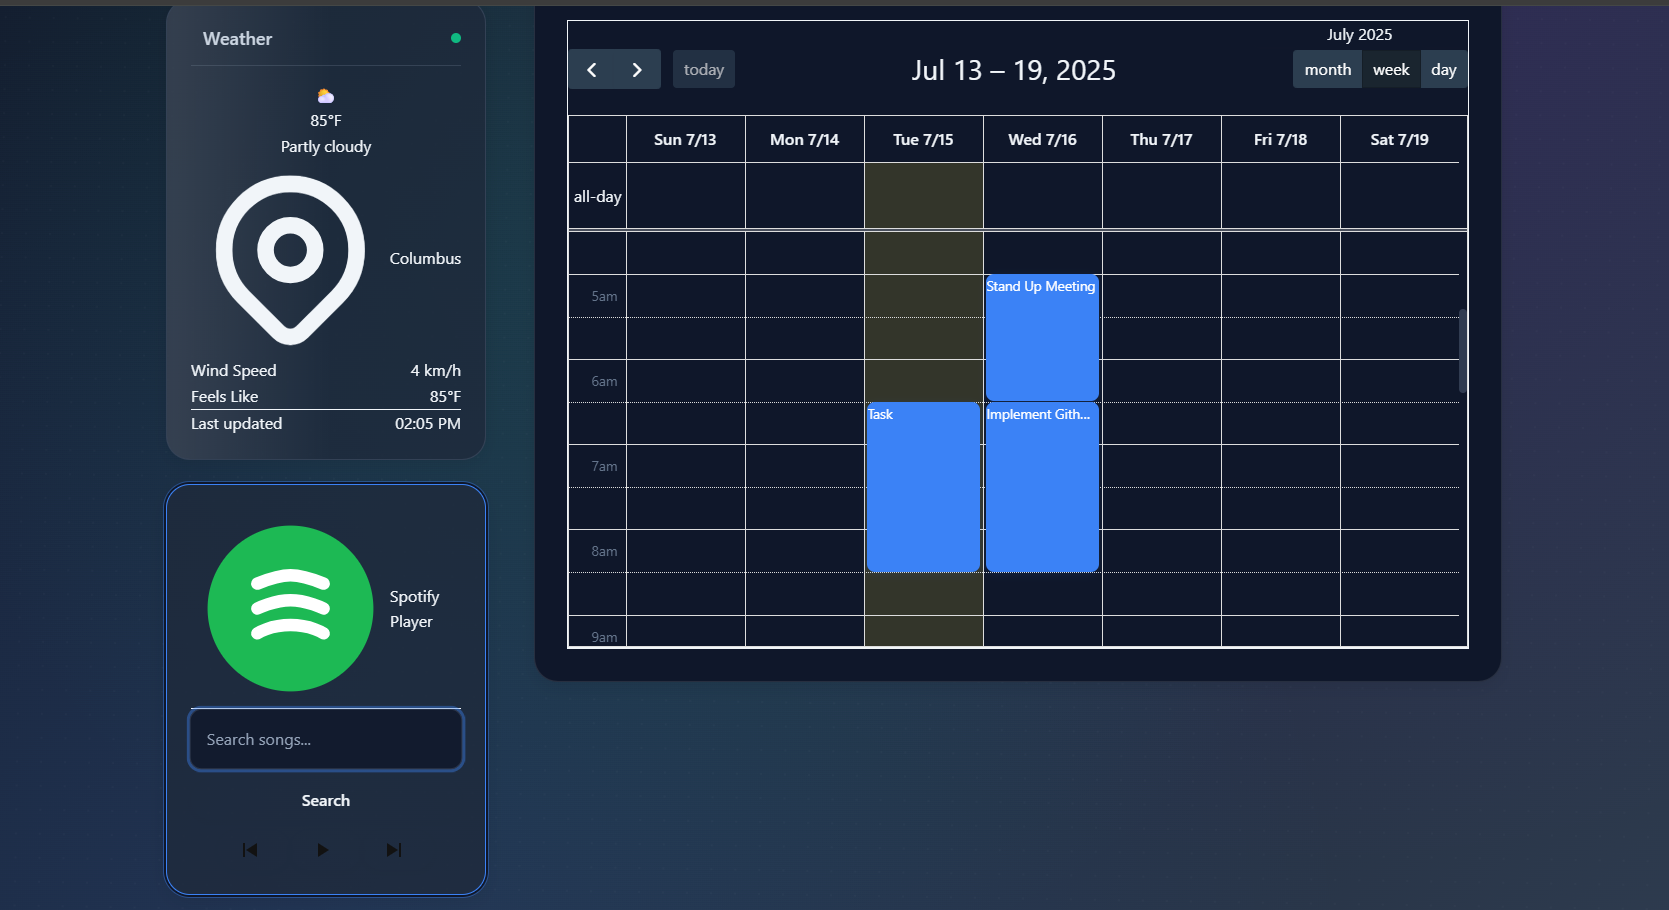 Weather
85°F
Partly cloudy
Columbus
Wind Speed 4 km/h
Feels Like 85°F
Last updated 02:05 PM
Spotify
Player
Search songs...
Search
July 2025
today Jul 13 – 19, 2025 month week day
Sun 7/13 Mon 7/14 Tue 7/15 Wed 7/16 Thu 7/17 Fri 7/18 Sat 7/19
all-day
Stand Up Meeting
5am
6am
Task Implement Gith...
7am
8am
9am